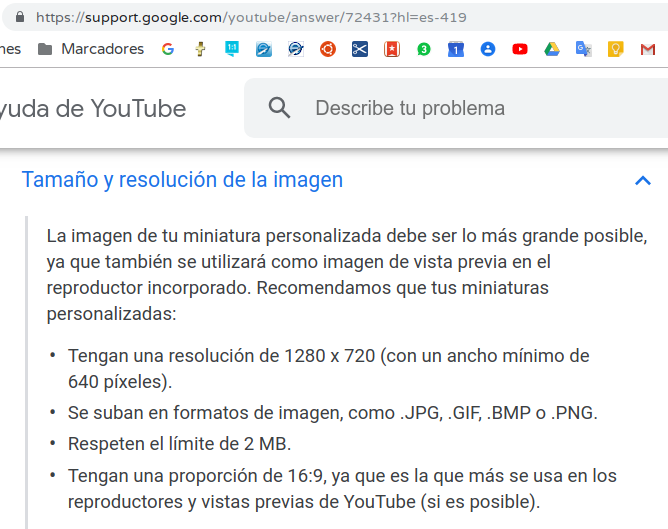 https://support.google.com/youtube/answer/72431?hl=es-419
nes Marcadores G 1:1 3 1 G
yuda de YouTube Describe tu problema
Tamaño y resolución de la imagen
La imagen de tu miniatura personalizada debe ser lo más grande posible,
ya que también se utilizará como imagen de vista previa en el
reproductor incorporado. Recomendamos que tus miniaturas
personalizadas:
• Tengan una resolución de 1280 x 720 (con un ancho mínimo de
640 píxeles).
• Se suban en formatos de imagen, como .JPG, .GIF, .BMP o .PNG.
• Respeten el límite de 2 MB.
• Tengan una proporción de 16:9, ya que es la que más se usa en los
reproductores y vistas previas de YouTube (si es posible).